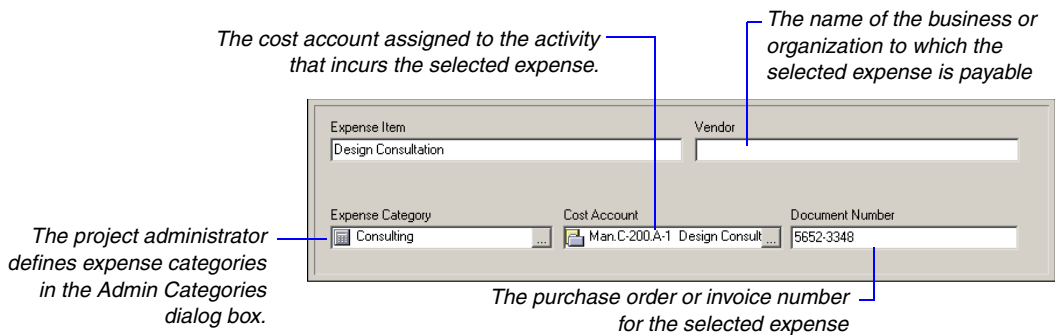 The cost account assigned to the activity
that incurs the selected expense.
The name of the business or
organization to which the
selected expense is payable
Expense Item
Vendor
Design Consultation
Expense Category
Cost Account
Document Number
Consulting
...
Man.C-200.A-1 Design Consult
...
5652-3348
The project administrator
defines expense categories
in the Admin Categories
dialog box.
The purchase order or invoice number
for the selected expense